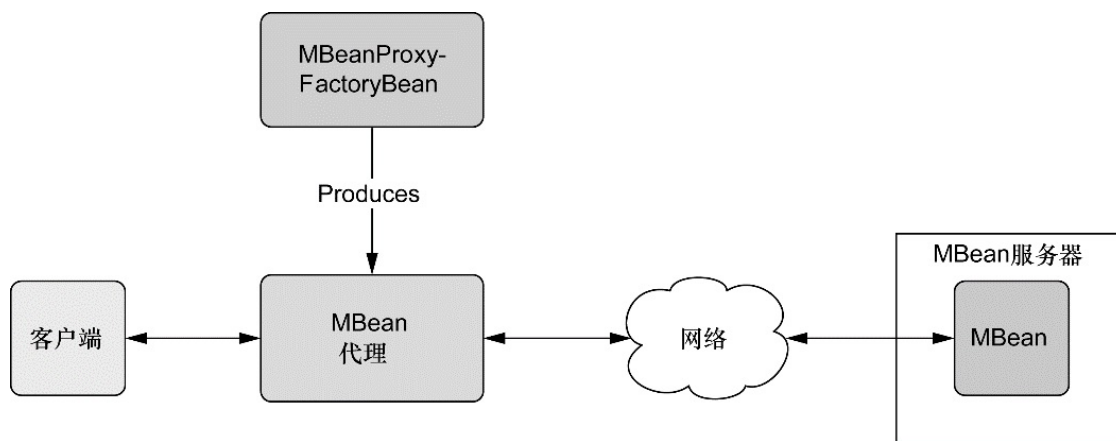 MBeanProxy-
FactoryBean
Produces
MBean服务器
客户端
MBean
代理
网络
MBean